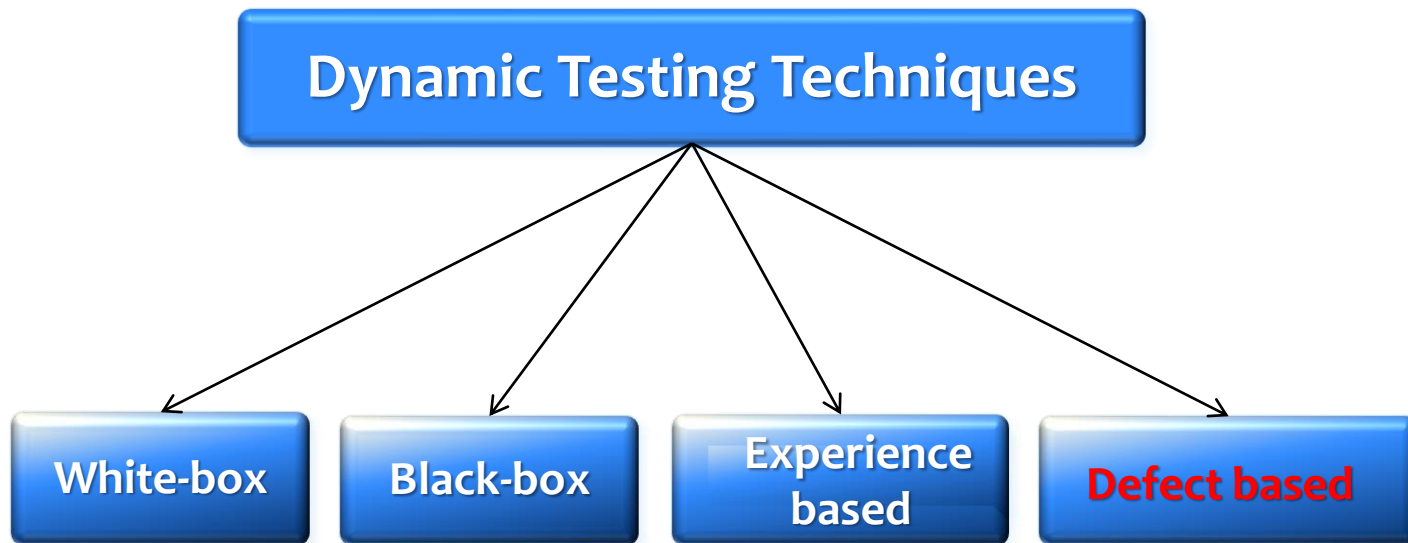 Dynamic Testing Techniques
White-box
Black-box
Experience
based
Defect based